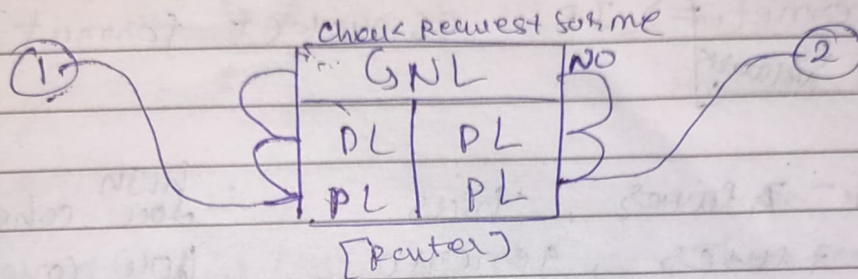 Check Request for me
1 GNL NO 2
DL PL
PL PL
[Router]